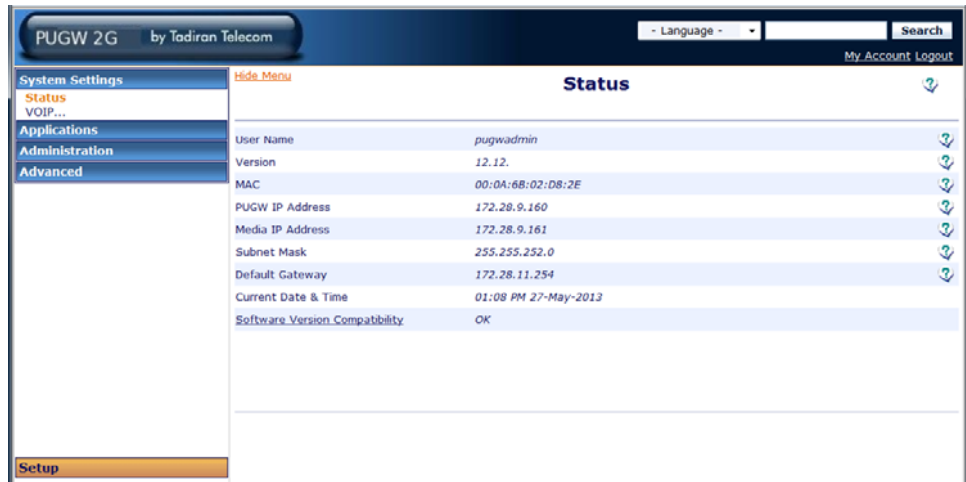 PUGW 2G by Tadiran Telecom
- Language -
Search
My Account Logout
System Settings
Status
VOIP...
Applications
Administration
Advanced
Setup
Hide Menu
Status
User Name pugwadmin
Version 12.12.
MAC 00:0A:6B:02:D8:2E
PUGW IP Address 172.28.9.160
Media IP Address 172.28.9.161
Subnet Mask 255.255.252.0
Default Gateway 172.28.11.254
Current Date & Time 01:08 PM 27-May-2013
Software Version Compatibility OK